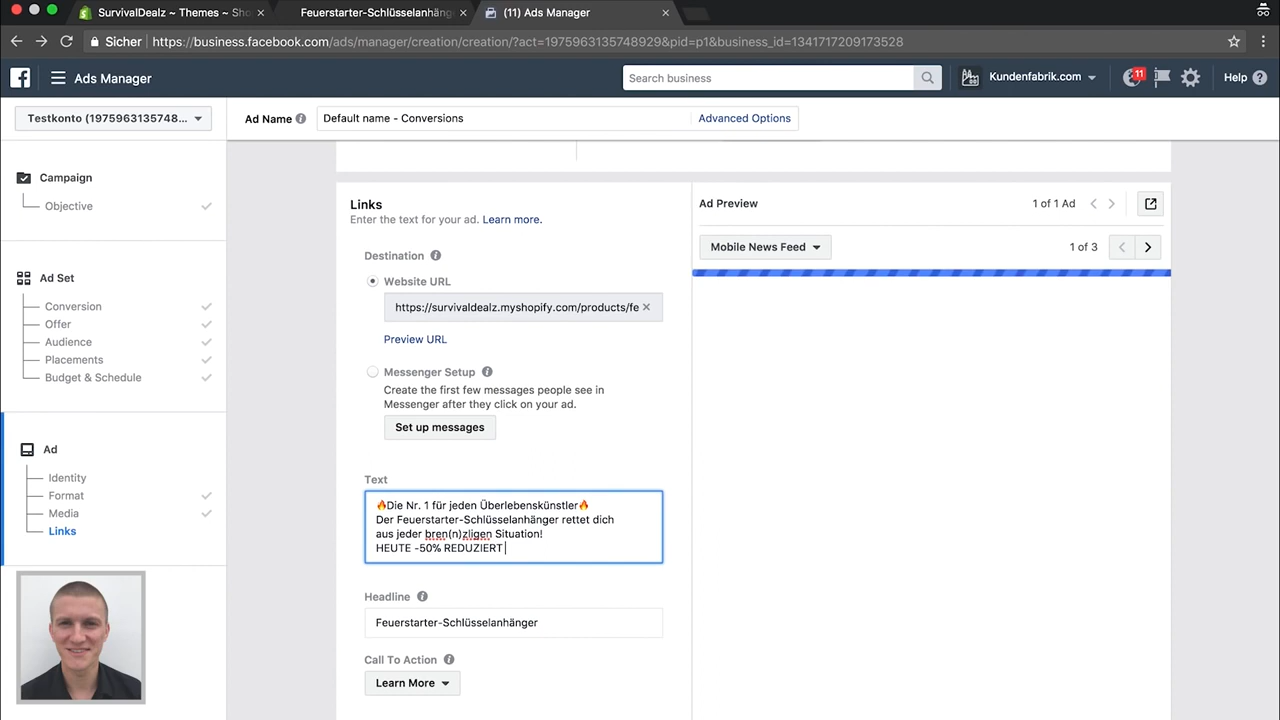 SurvivalDealz ~ Themes ~ Sho
Feuerstarter-Schlüsselanhäng
(11) Ads Manager
Sicher
https://business.facebook.com/ads/manager/creation/creation/?act=1975963135748929&pid=p1&business_id=1341717209173528
Ads Manager
Search business
Kundenfabrik.com
11
Help
Testkonto (1975963135748...
Ad Name
Default name - Conversions
Advanced Options
Campaign
Objective
Ad Set
Conversion
Offer
Audience
Placements
Budget & Schedule
Ad
Identity
Format
Media
Links
Links
Enter the text for your ad. Learn more.
Destination
Website URL
https://survivaldealz.myshopify.com/products/fe
Preview URL
Messenger Setup
Create the first few messages people see in
Messenger after they click on your ad.
Set up messages
Text
🔥Die Nr. 1 für jeden Überlebenskünstler🔥
Der Feuerstarter-Schlüsselanhänger rettet dich
aus jeder bren(n)zligen Situation!
HEUTE -50% REDUZIERT
Headline
Feuerstarter-Schlüsselanhänger
Call To Action
Learn More
Ad Preview
1 of 1 Ad
Mobile News Feed
1 of 3